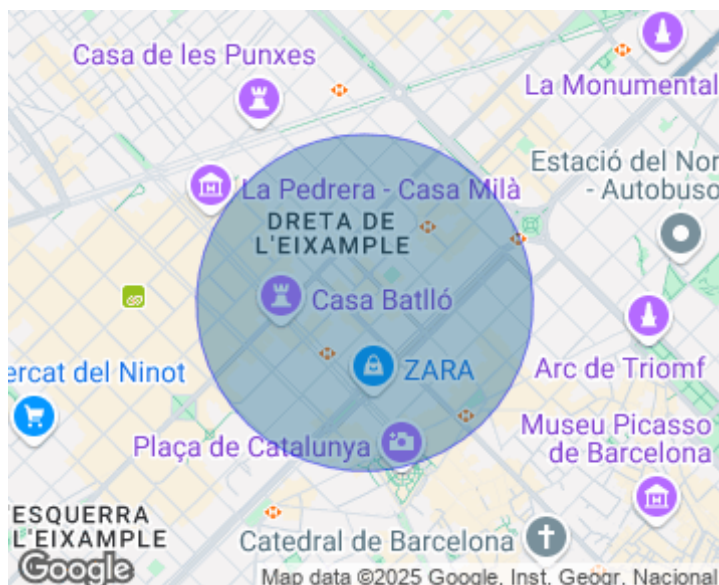 Casa de les Punxes
La Monumental
Estació del Nor
- Autobuso
La Pedrera - Casa Milà
DRETA DE
L'EIXAMPLE
Casa Batlló
ZARA
Arc de Triomf
ercat del Ninot
Museu Picasso
de Barcelona
Plaça de Catalunya
ESQUERRA
L'EIXAMPLE
Catedral de Barcelona
Google
Map data ©2025 Google, Inst. Geogr. Nacional